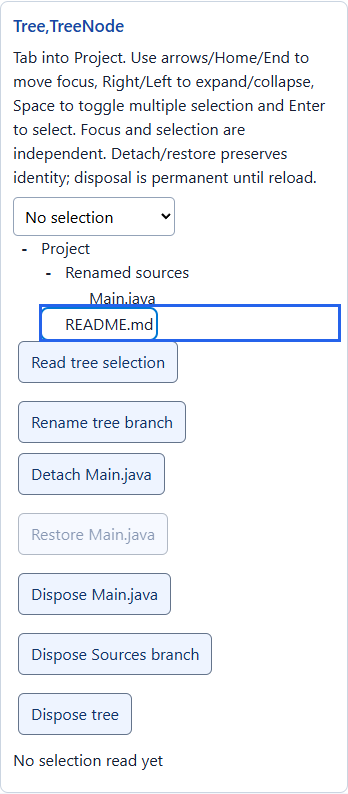 Tree,TreeNode
Tab into Project. Use arrows/Home/End to
move focus, Right/Left to expand/collapse,
Space to toggle multiple selection and Enter
to select. Focus and selection are
independent. Detach/restore preserves
identity; disposal is permanent until reload.
No selection
- Project
- Renamed sources
Main.java
README.md
Read tree selection
Rename tree branch
Detach Main.java
Restore Main.java
Dispose Main.java
Dispose Sources branch
Dispose tree
No selection read yet